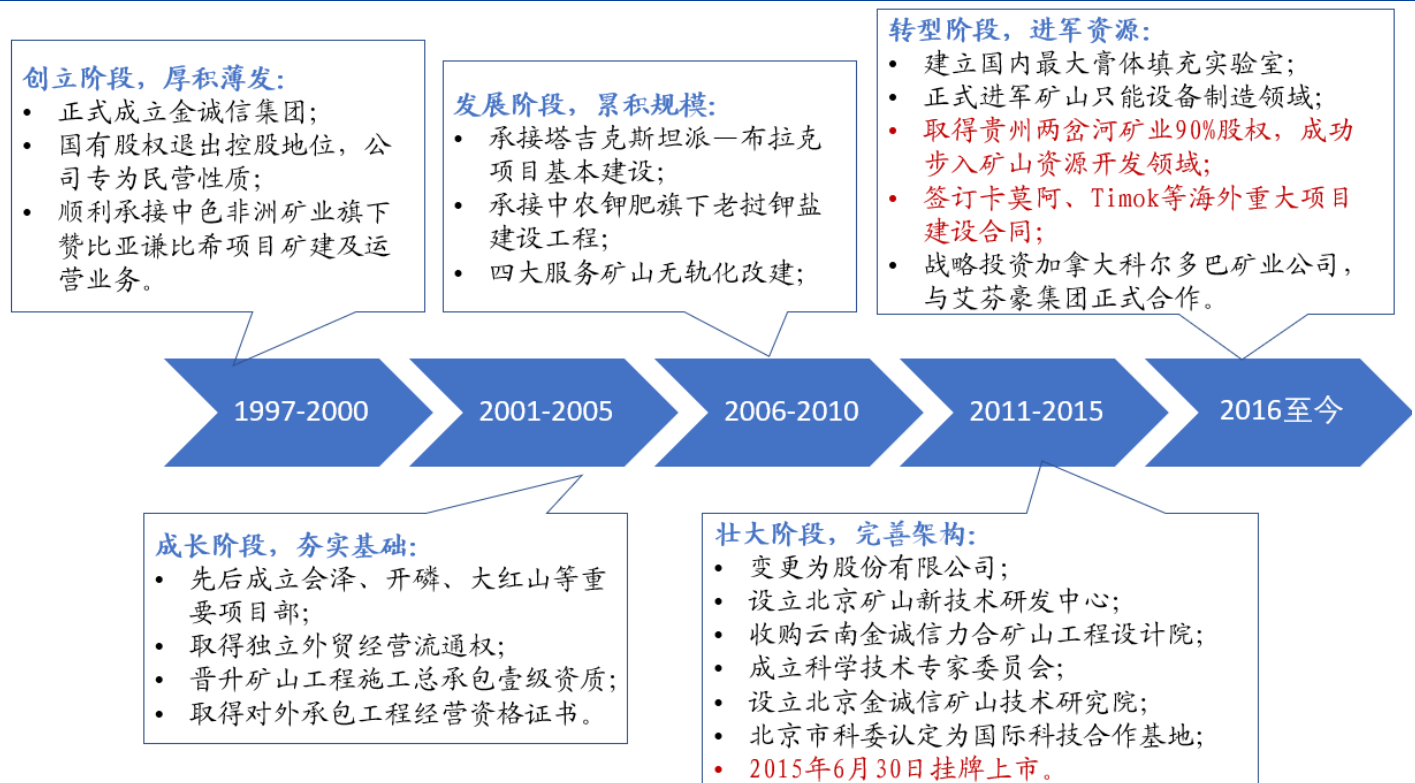 创立阶段，厚积薄发：
• 正式成立金诚信集团；
• 国有股权退出控股地位，公
司专为民营性质；
• 顺利承接中色非洲矿业旗下
赞比亚谦比希项目矿建及运
营业务。
发展阶段，累积规模：
• 承接塔吉克斯坦派—布拉克
项目基本建设；
• 承接中农钾肥旗下老挝钾盐
建设工程；
• 四大服务矿山无轨化改建；
转型阶段，进军资源：
• 建立国内最大膏体填充实验室；
• 正式进军矿山只能设备制造领域；
• 取得贵州两岔河矿业90%股权，成功
步入矿山资源开发领域；
• 签订卡莫阿、Timok等海外重大项目
建设合同；
• 战略投资加拿大科尔多巴矿业公司，
与艾芬豪集团正式合作。
1997-2000
2001-2005
2006-2010
2011-2015
2016至今
成长阶段，夯实基础：
• 先后成立会泽、开磷、大红山等重
要项目部；
• 取得独立外贸经营流通权；
• 晋升矿山工程施工总承包壹级资质；
• 取得对外承包工程经营资格证书。
壮大阶段，完善架构：
• 变更为股份有限公司；
• 设立北京矿山新技术研发中心；
• 收购云南金诚信力合矿山工程设计院；
• 成立科学技术专家委员会；
• 设立北京金诚信矿山技术研究院；
• 北京市科委认定为国际科技合作基地；
• 2015年6月30日挂牌上市。